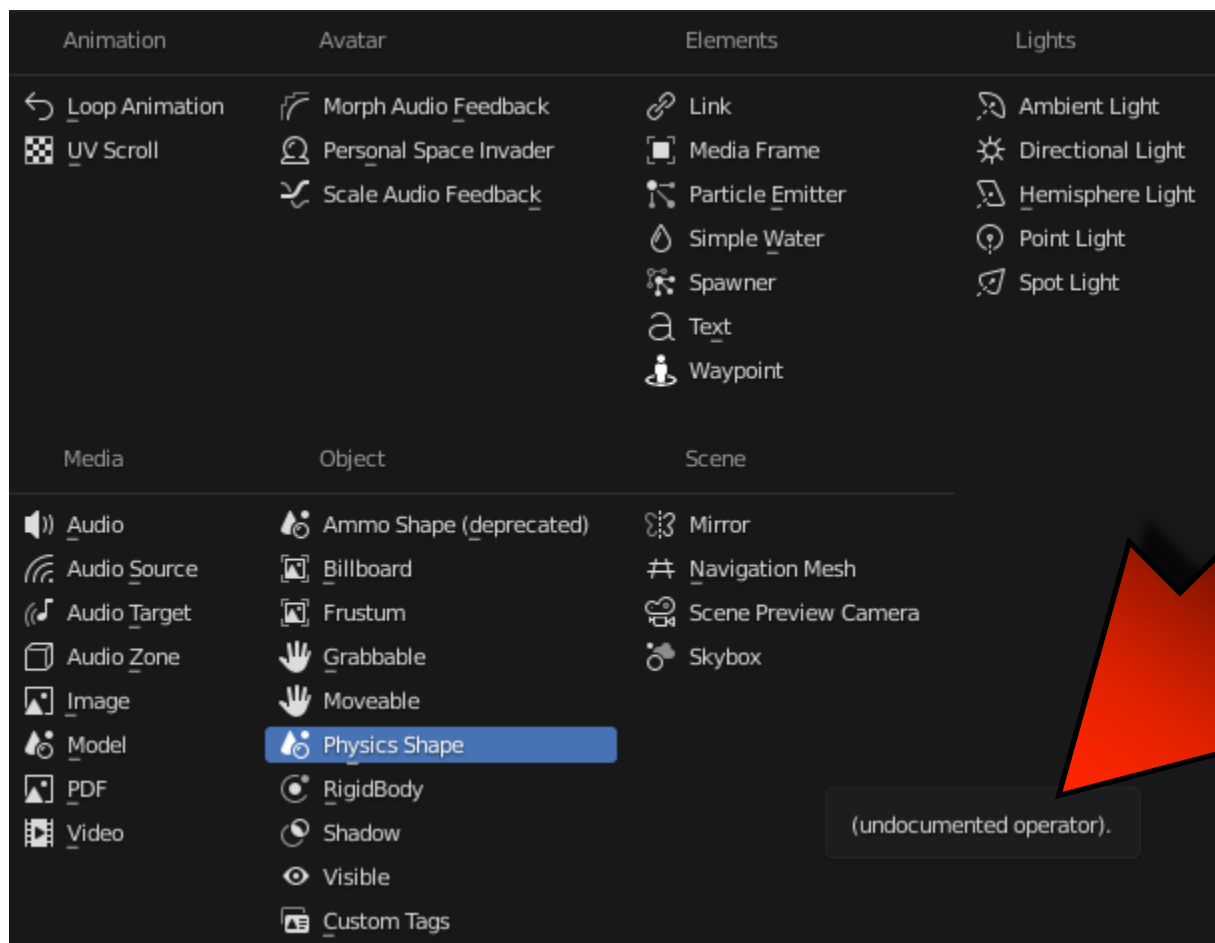 Animation Avatar Elements Lights
Loop Animation Morph Audio Feedback Link Ambient Light
UV Scroll Personal Space Invader Media Frame Directional Light
Scale Audio Feedback Particle Emitter Hemisphere Light
Simple Water Point Light
Spawner Spot Light
Text
Waypoint
Media Object Scene
Audio Ammo Shape (deprecated) Mirror
Audio Source Billboard Navigation Mesh
Audio Target Frustum Scene Preview Camera
Audio Zone Grabbable Skybox
Image Moveable
Model Physics Shape
PDF RigidBody
Video Shadow (undocumented operator).
Visible
Custom Tags